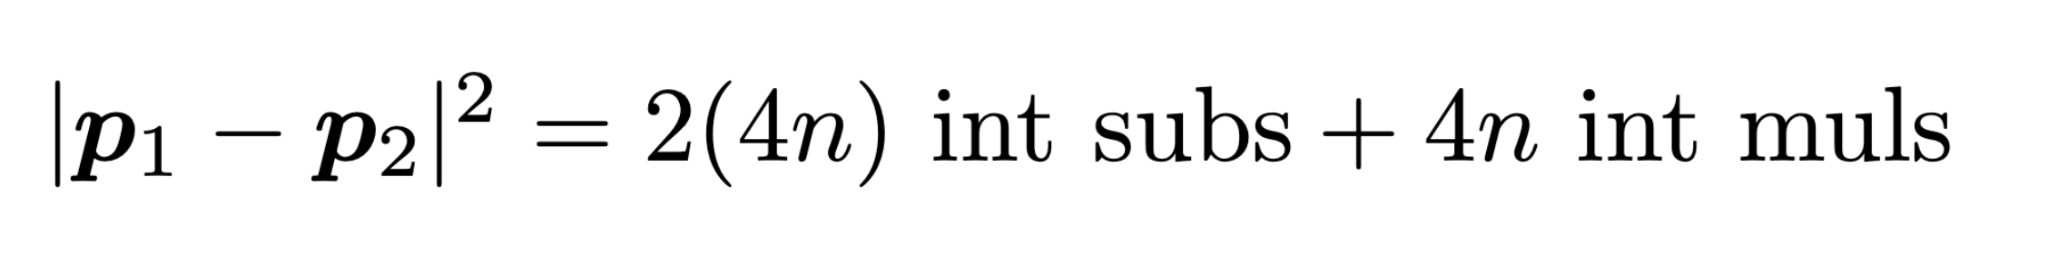 |p₁ − p₂|² = 2(4n) int subs + 4n int muls